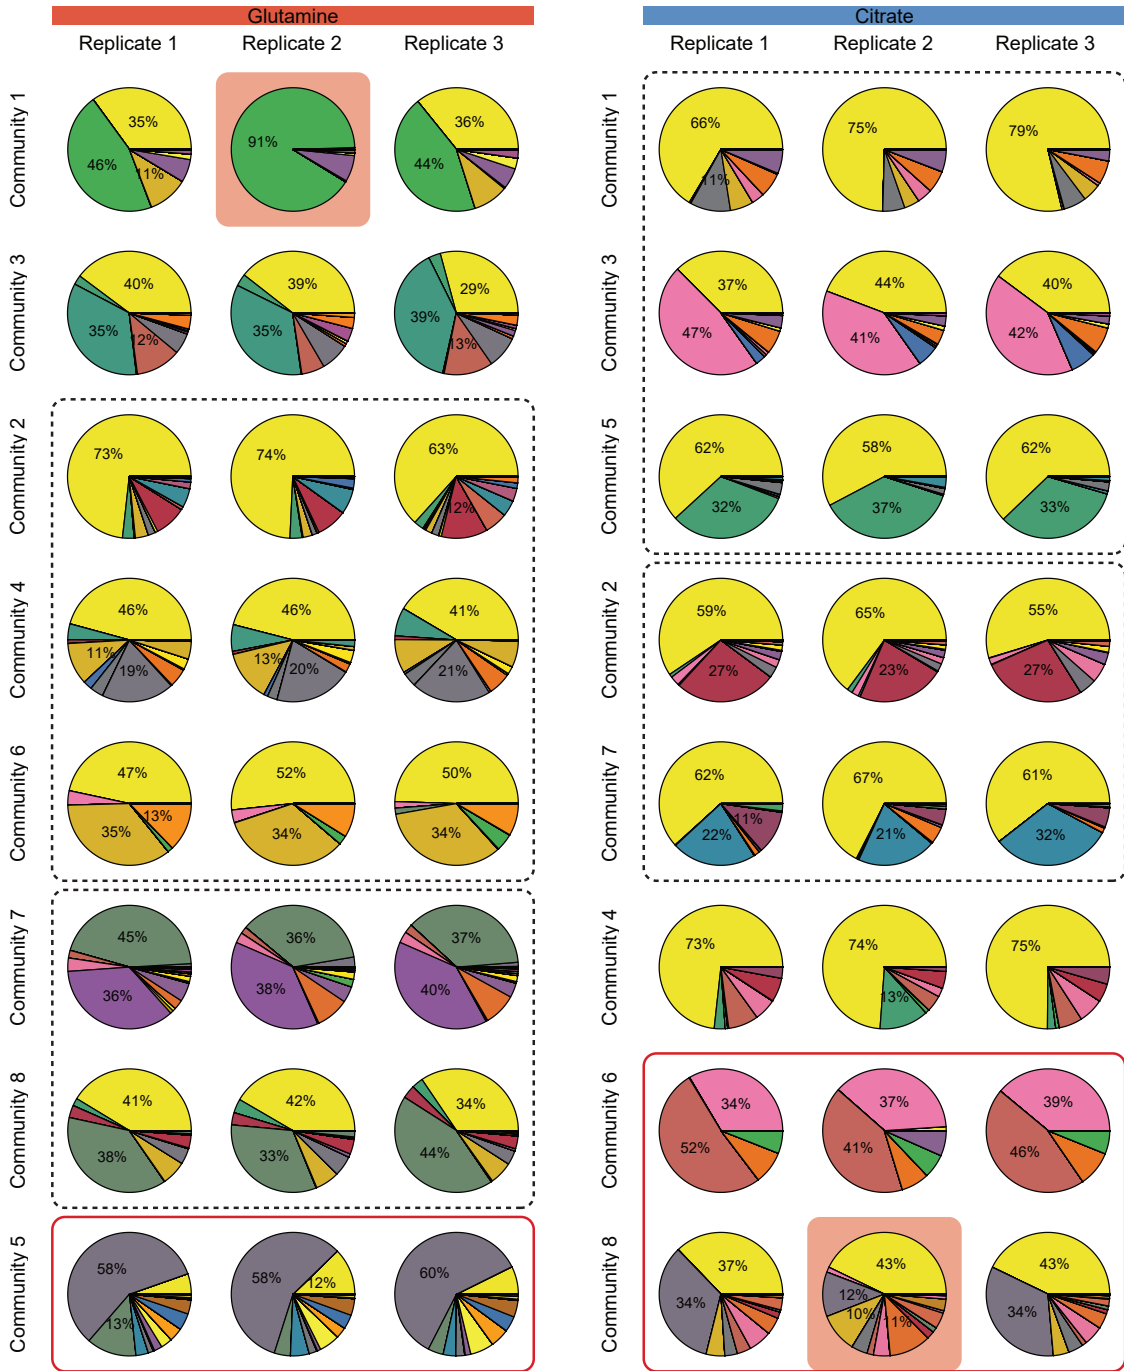 Glutamine
Citrate
Replicate 1 Replicate 2 Replicate 3
Replicate 1 Replicate 2 Replicate 3
Community 1
35% 46% 11%
91%
36% 44%
Community 3
40% 35% 12%
39% 35%
29% 39% 13%
Community 2
73%
74%
63% 12%
Community 4
46% 11% 19%
46% 13% 20%
41% 21%
Community 6
47% 13% 35%
52% 34%
50% 34%
Community 7
45% 36%
36% 38%
37% 40%
Community 8
41% 38%
42% 33%
34% 44%
Community 5
58% 13%
58% 12%
60%
Community 1
66% 11%
75%
79%
Community 3
37% 47%
44% 41%
40% 42%
Community 5
62% 32%
58% 37%
62% 33%
Community 2
59% 27%
65% 23%
55% 27%
Community 7
62% 11% 22%
67% 21%
61% 32%
Community 4
73%
74% 13%
75%
Community 6
34% 52%
37% 41%
39% 46%
Community 8
37% 34%
43% 12% 10% 11%
43% 34%